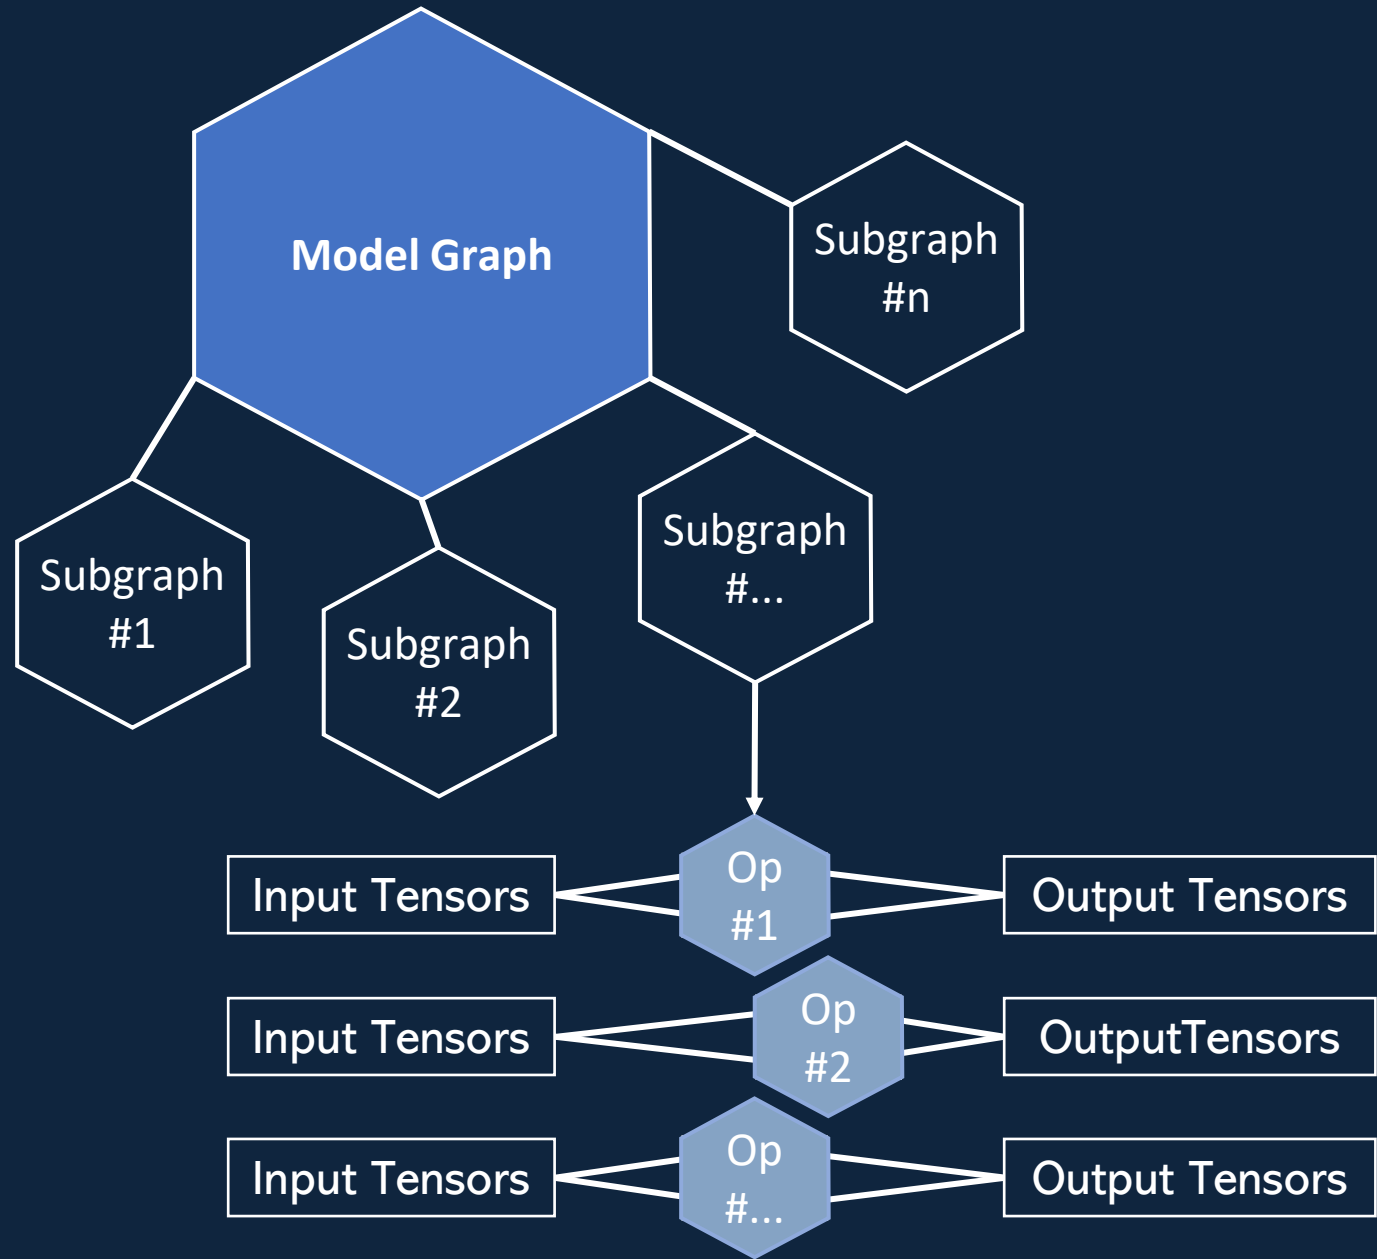 Model Graph
Subgraph
#n
Subgraph
#...
Subgraph
#1
Subgraph
#2
Input Tensors
Op
#1
Output Tensors
Input Tensors
Op
#2
OutputTensors
Input Tensors
Op
#...
Output Tensors